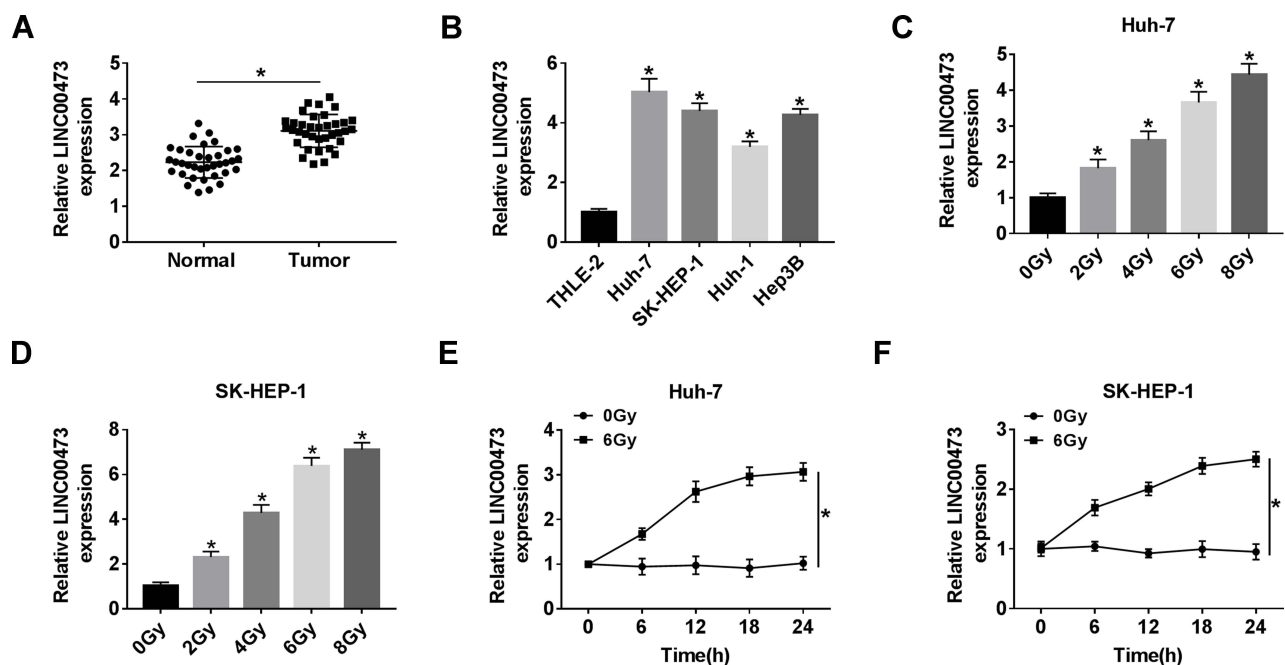 A
Relative LINC00473
expression
5
4
3
2
1
0
*
Normal
Tumor
B
Relative LINC00473
expression
6
4
2
0
*
*
*
*
THLE-2
Huh-7
SK-HEP-1
Huh-1
Hep3B
C
Huh-7
Relative LINC00473
expression
5
4
3
2
1
0
*
*
*
*
0Gy
2Gy
4Gy
6Gy
8Gy
D
SK-HEP-1
Relative LINC00473
expression
8
6
4
2
0
*
*
*
*
0Gy
2Gy
4Gy
6Gy
8Gy
E
Huh-7
0Gy
6Gy
Relative LINC00473
expression
4
3
2
1
0
*
0
6
12
18
24
Time(h)
F
SK-HEP-1
0Gy
6Gy
Relative LINC00473
expression
3
2
1
0
*
0
6
12
18
24
Time(h)